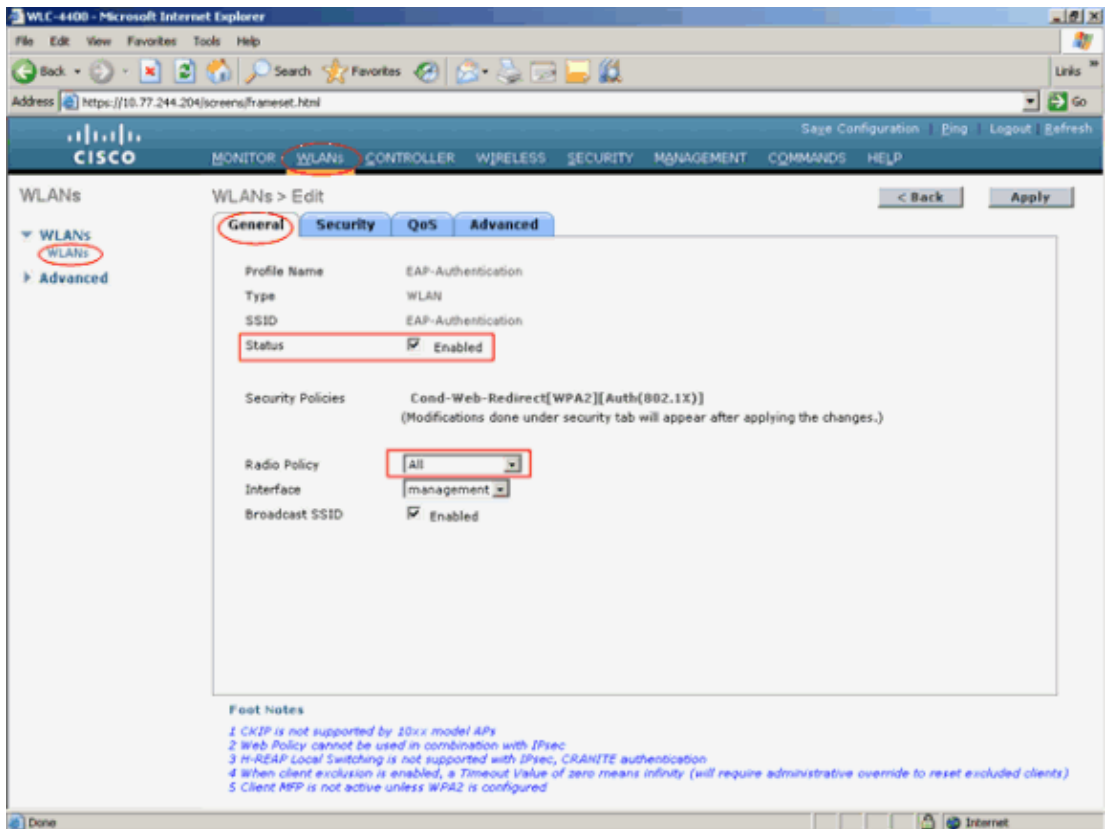 WLC-4400 - Microsoft Internet Explorer
File Edit View Favorites Tools Help
Back Search Favorites Links
Address https://10.77.244.204/screens/frameset.html Go
Save Configuration | Ping | Logout | Refresh
CISCO
MONITOR WLANs CONTROLLER WIRELESS SECURITY MANAGEMENT COMMANDS HELP
WLANs
WLANs > Edit
< Back Apply
General Security QoS Advanced
WLANs
WLANs
Advanced
Profile Name EAP-Authentication
Type WLAN
SSID EAP-Authentication
Status Enabled
Security Policies Cond-Web-Redirect[WPA2][Auth(802.1X)]
(Modifications done under security tab will appear after applying the changes.)
Radio Policy All
Interface management
Broadcast SSID Enabled
Foot Notes
1 CKIP is not supported by 10xx model APs
2 Web Policy cannot be used in combination with IPsec
3 H-REAP Local Switching is not supported with IPsec, CRANITE authentication
4 When client exclusion is enabled, a Timeout Value of zero means infinity (will require administrative override to reset excluded clients)
5 Client MFP is not active unless WPA2 is configured
Done Internet